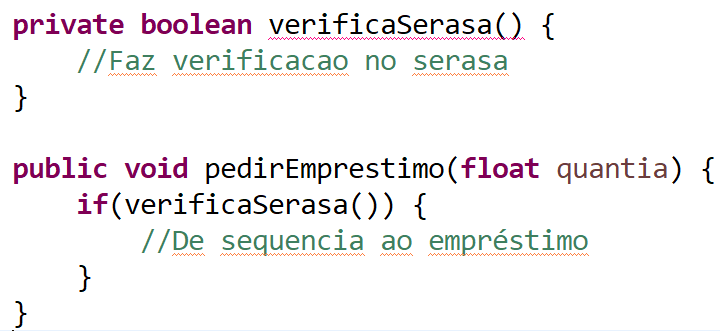 private boolean verificaSerasa() {
    //Faz verificacao no serasa
}

public void pedirEmprestimo(float quantia) {
    if(verificaSerasa()) {
        //De sequencia ao empréstimo
    }
}